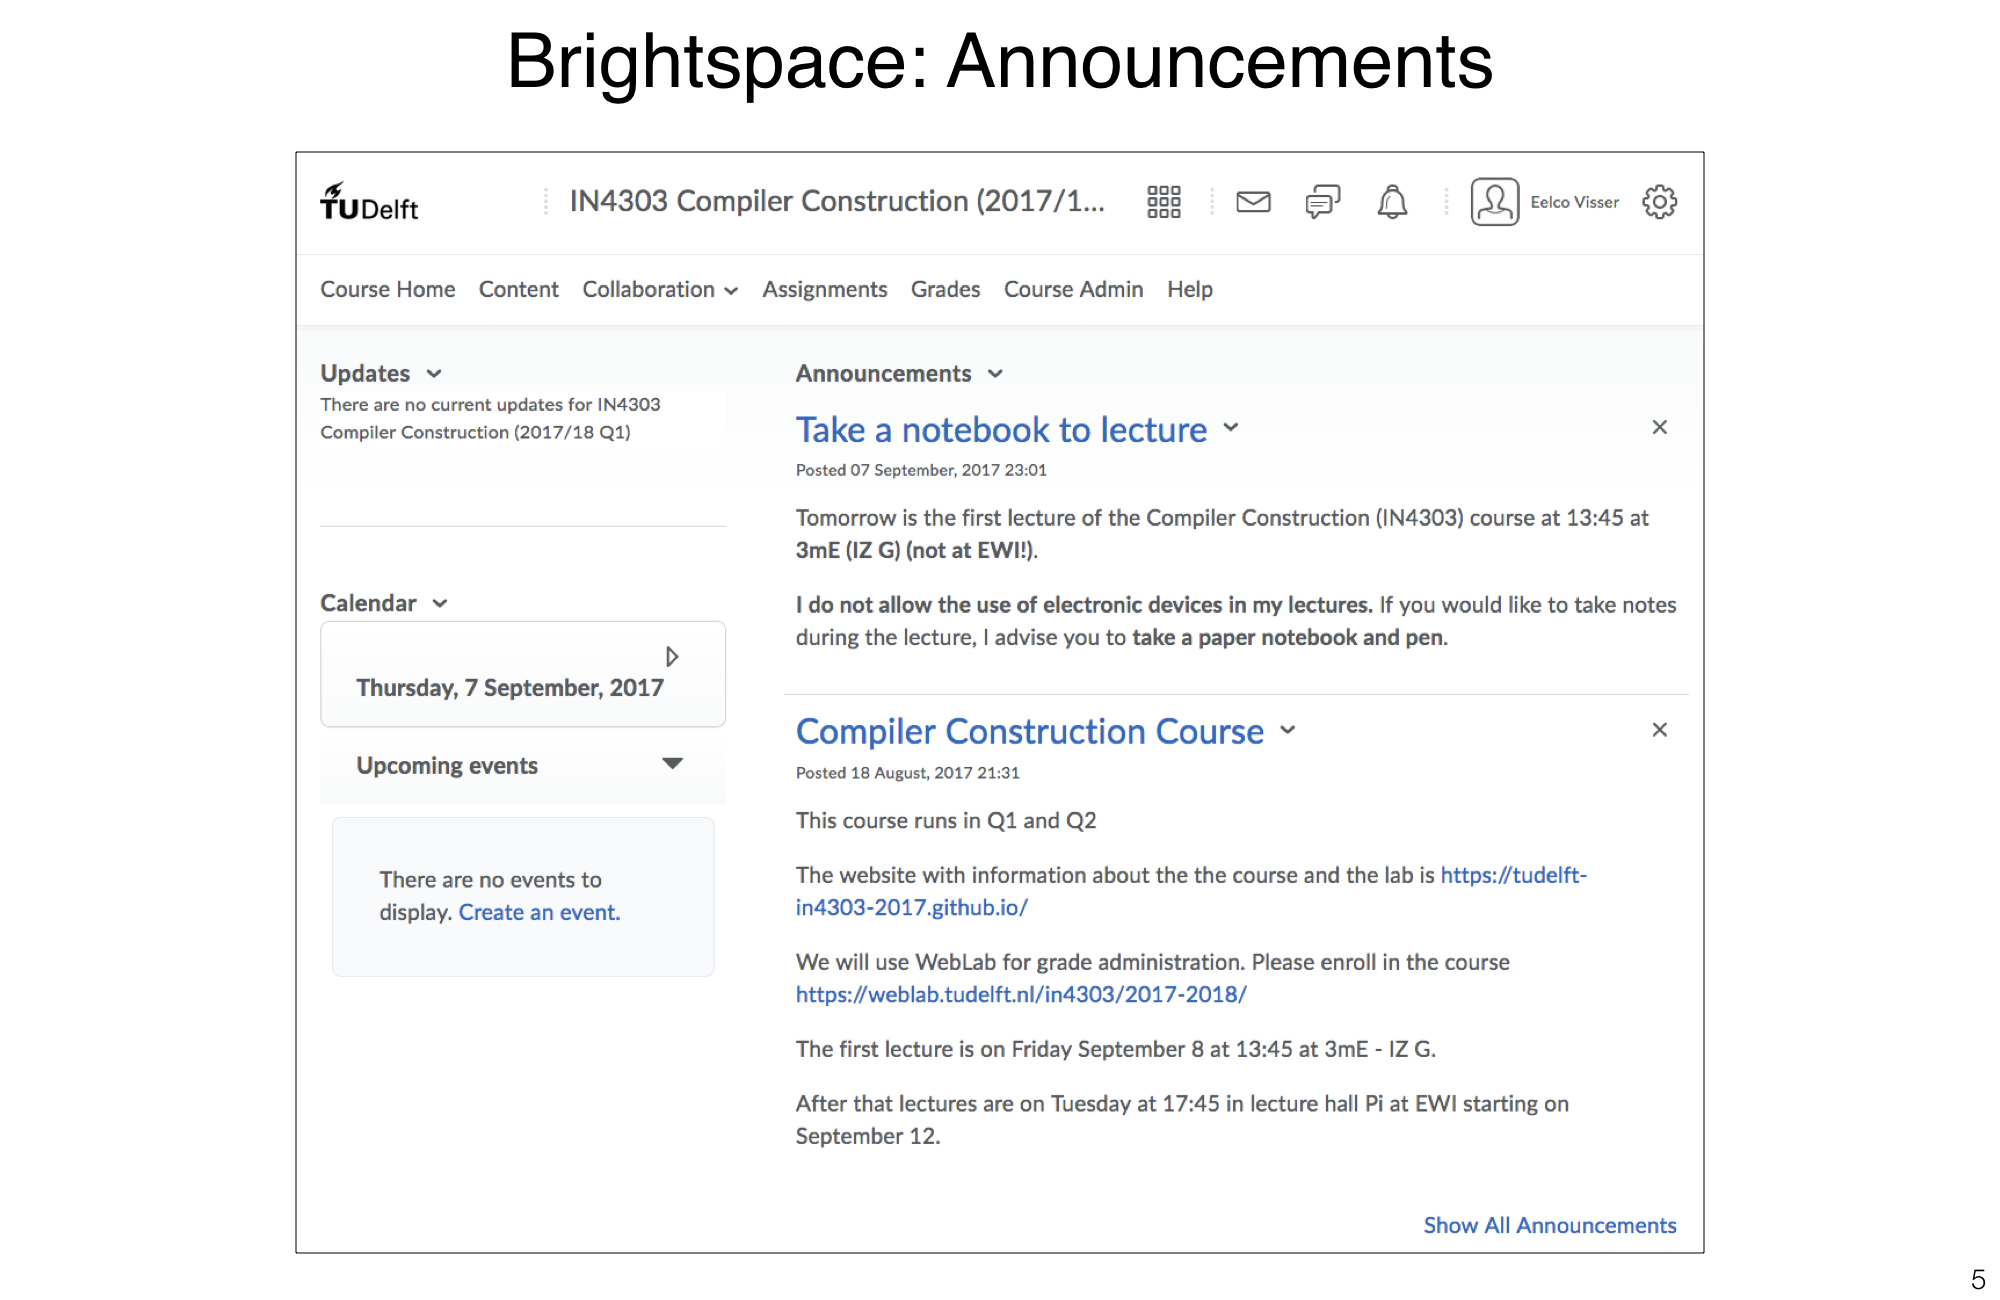 Brightspace: Announcements
TUDelft
IN4303 Compiler Construction (2017/1...
Eelco Visser
Course Home Content Collaboration Assignments Grades Course Admin Help
Updates
There are no current updates for IN4303
Compiler Construction (2017/18 Q1)
Calendar
Thursday, 7 September, 2017
Upcoming events
There are no events to
display. Create an event.
Announcements
Take a notebook to lecture
Posted 07 September, 2017 23:01
Tomorrow is the first lecture of the Compiler Construction (IN4303) course at 13:45 at
3mE (IZ G) (not at EWI!).
I do not allow the use of electronic devices in my lectures. If you would like to take notes
during the lecture, I advise you to take a paper notebook and pen.
Compiler Construction Course
Posted 18 August, 2017 21:31
This course runs in Q1 and Q2
The website with information about the the course and the lab is https://tudelft-
in4303-2017.github.io/
We will use WebLab for grade administration. Please enroll in the course
https://weblab.tudelft.nl/in4303/2017-2018/
The first lecture is on Friday September 8 at 13:45 at 3mE - IZ G.
After that lectures are on Tuesday at 17:45 in lecture hall Pi at EWI starting on
September 12.
Show All Announcements
5